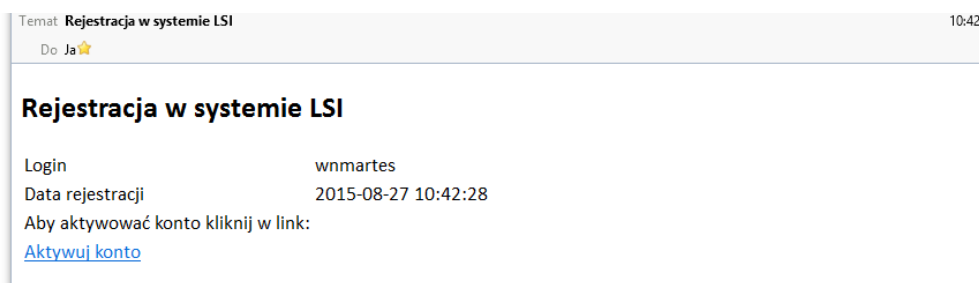 Temat Rejestracja w systemie LSI 10:42
Do Ja
Rejestracja w systemie LSI
Login wnmartes
Data rejestracji 2015-08-27 10:42:28
Aby aktywować konto kliknij w link:
Aktywuj konto